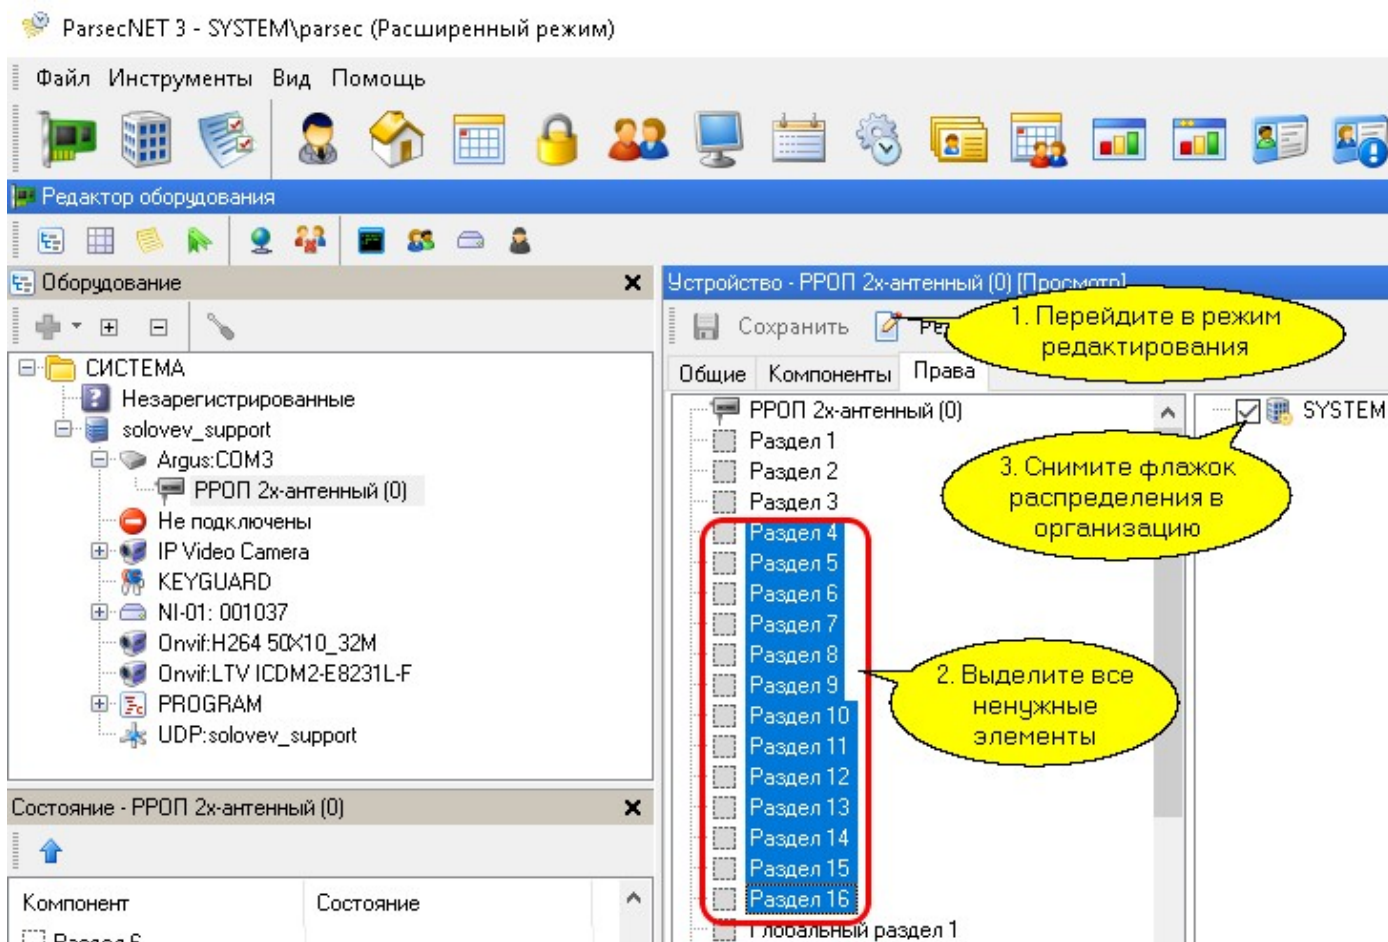 ParsecNET 3 - SYSTEM\parsec (Расширенный режим)
Файл Инструменты Вид Помощь
Редактор оборудования
Оборудование
СИСТЕМА
Незарегистрированные
solovev_support
Argus:COM3
РРОП 2х-антенный (0)
Не подключены
IP Video Camera
KEYGUARD
NI-01: 001037
Onvif:H264 50X10_32M
Onvif:LTV ICDM2-E8231L-F
PROGRAM
UDP:solovev_support
Состояние - РРОП 2х-антенный (0)
Компонент Состояние
Раздел 6
Устройство - РРОП 2х-антенный (0) [Просмотр]
Сохранить
1. Перейдите в режим
редактирования
Общие Компоненты Права
РРОП 2х-антенный (0)
Раздел 1
Раздел 2
Раздел 3
Раздел 4
Раздел 5
Раздел 6
Раздел 7
Раздел 8
Раздел 9
Раздел 10
Раздел 11
Раздел 12
Раздел 13
Раздел 14
Раздел 15
Раздел 16
Глобальный раздел 1
SYSTEM
3. Снимите флажок
распределения в
организацию
2. Выделите все
ненужные
элементы